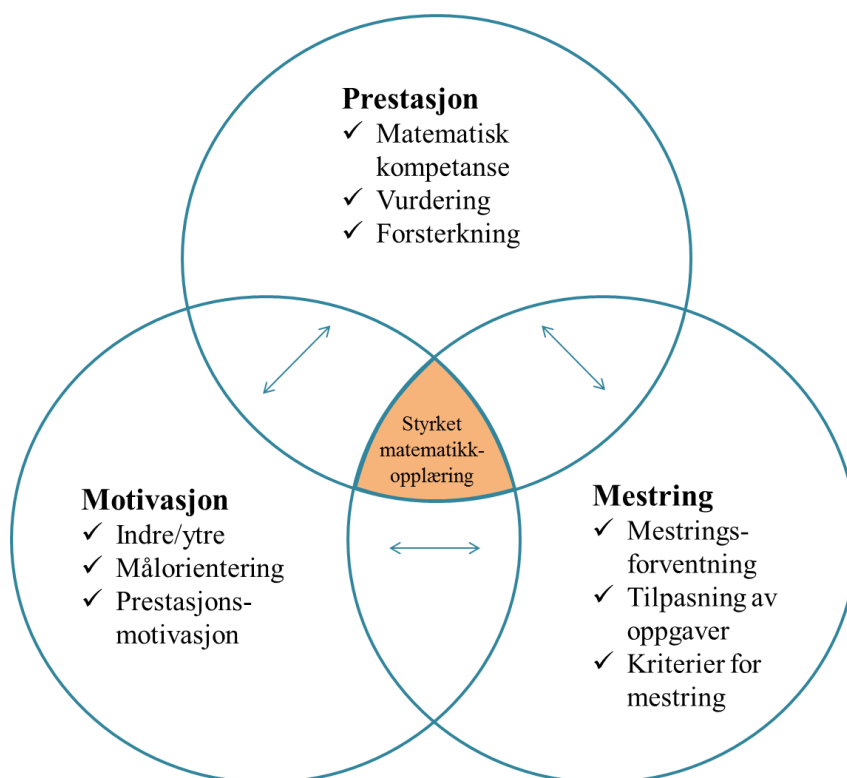 Prestasjon
✓ Matematisk
kompetanse
✓ Vurdering
✓ Forsterkning
Styrket
matematikk-
opplæring
Motivasjon
✓ Indre/ytre
✓ Målorientering
✓ Prestasjons-
motivasjon
Mestring
✓ Mestrings-
forventning
✓ Tilpasning av
oppgaver
✓ Kriterier for
mestring